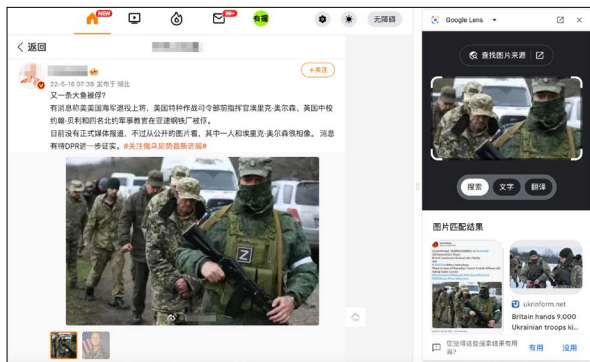 NEW
99+
有据
无障碍
返回
+关注
22-5-16 07:38 发布于 湖北
又一条大鱼被俘?
有消息称美美国海军退役上将，美国特种作战司令部前指挥官埃里克·奥尔森，英国中校
约翰·贝利和四名北约军事教官在亚速钢铁厂被俘。
目前没有正式媒体报道，不过从公开的图片看，其中一人和埃里克·奥尔森很相像。 消息
有待DPR进一步证实。#关注俄乌局势最新进展#
Z
Google Lens
查找图片来源
搜索
文字
翻译
图片匹配结果
ukrinform.net
Britain hands 9,000
Ukrainian troops ki...
您觉得这些搜索结果有用
吗?
有用
没用